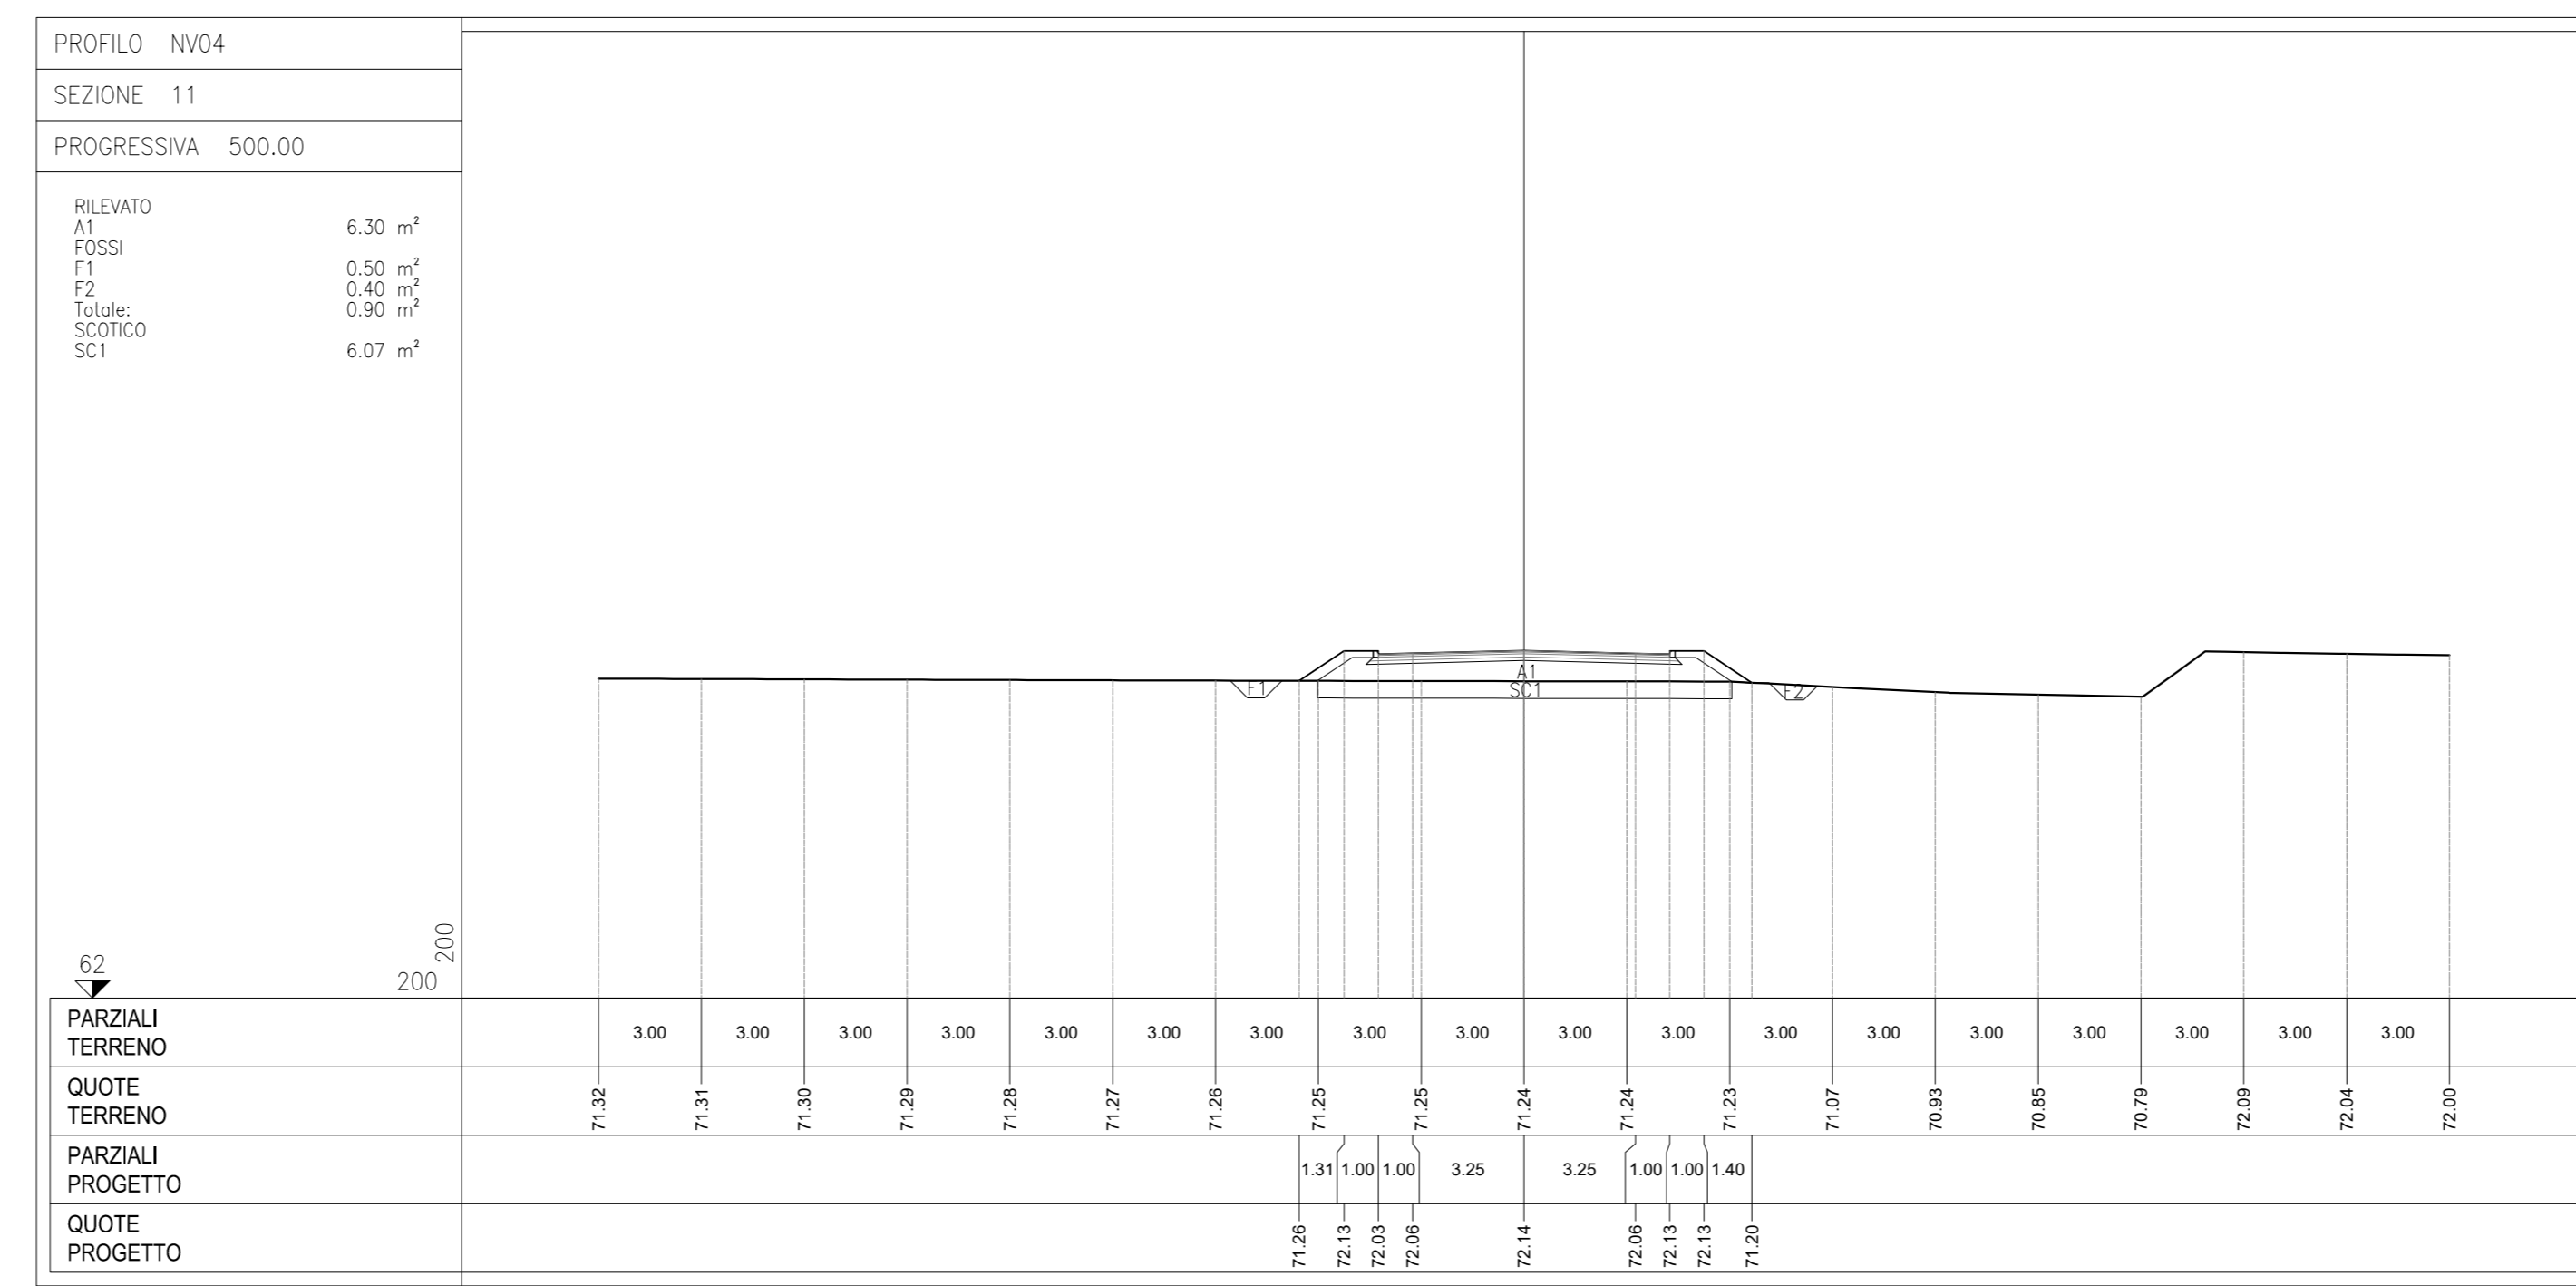 PROFILO NV04
SEZIONE 11
PROGRESSIVA 500.00
RILEVATO
A1 6.30 m²
FOSSI
F1 0.50 m²
F2 0.40 m²
Totale: 0.90 m²
SCOTICO
SC1 6.07 m²
A1
F1 SC1 F2
200
62 200
PARZIALI
TERRENO
3.00 3.00 3.00 3.00 3.00 3.00 3.00 3.00 3.00 3.00 3.00 3.00 3.00 3.00 3.00 3.00 3.00 3.00
QUOTE
TERRENO
71.32 71.31 71.30 71.29 71.28 71.27 71.26 71.25 71.25 71.24 71.24 71.23 71.07 70.93 70.85 70.79 72.09 72.04 72.00
PARZIALI
PROGETTO
1.31 1.00 1.00 3.25 3.25 1.00 1.00 1.40
QUOTE
PROGETTO
71.26 72.13 72.03 72.06 72.14 72.06 72.13 72.13 71.20